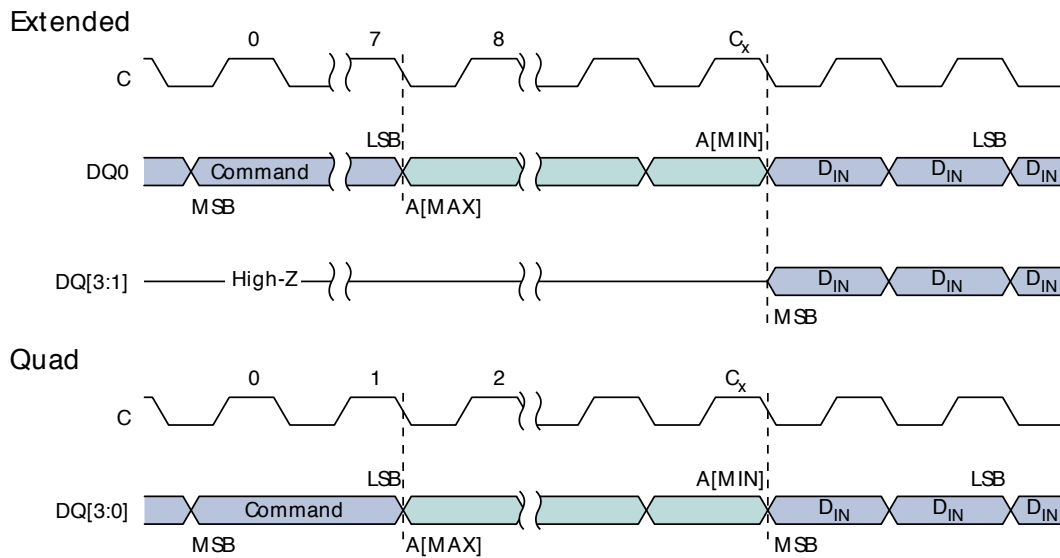 Extended
0 7 8 Cx
C
LSB A[MIN] LSB
DQ0 Command DIN DIN DIN
MSB A[MAX]
DQ[3:1] High-Z DIN DIN DIN
MSB
Quad
0 1 2 Cx
C
LSB A[MIN] LSB
DQ[3:0] Command DIN DIN DIN
MSB A[MAX] MSB